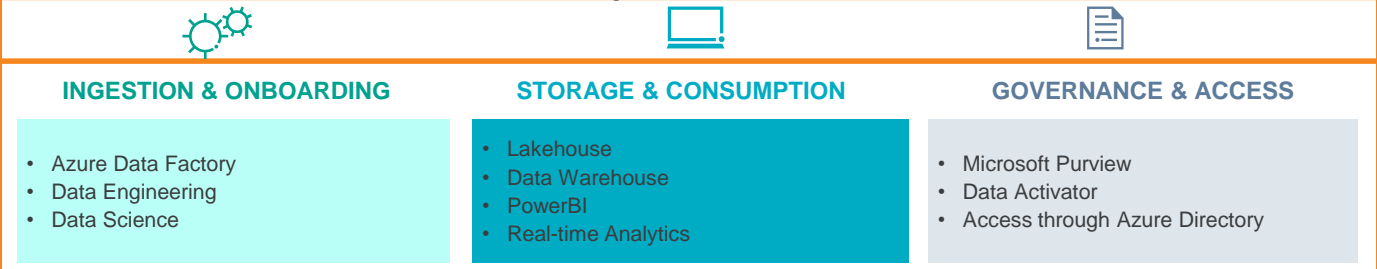 INGESTION & ONBOARDING
• Azure Data Factory
• Data Engineering
• Data Science
STORAGE & CONSUMPTION
• Lakehouse
• Data Warehouse
• PowerBI
• Real-time Analytics
GOVERNANCE & ACCESS
• Microsoft Purview
• Data Activator
• Access through Azure Directory